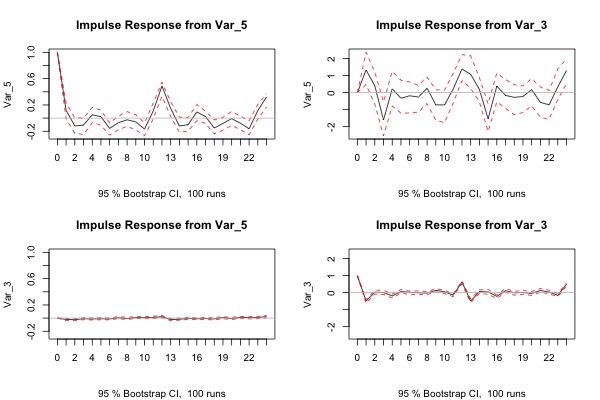 Impulse Response from Var_5
Var_5
1.0
0.6
0.2
-0.2
0 2 4 6 8 10 13 16 19 22
95 % Bootstrap CI, 100 runs
Impulse Response from Var_3
Var_5
2
1
0
-2
0 2 4 6 8 10 13 16 19 22
95 % Bootstrap CI, 100 runs
Impulse Response from Var_5
Var_3
1.0
0.6
0.2
-0.2
0 2 4 6 8 10 13 16 19 22
95 % Bootstrap CI, 100 runs
Impulse Response from Var_3
Var_3
2
1
0
-2
0 2 4 6 8 10 13 16 19 22
95 % Bootstrap CI, 100 runs